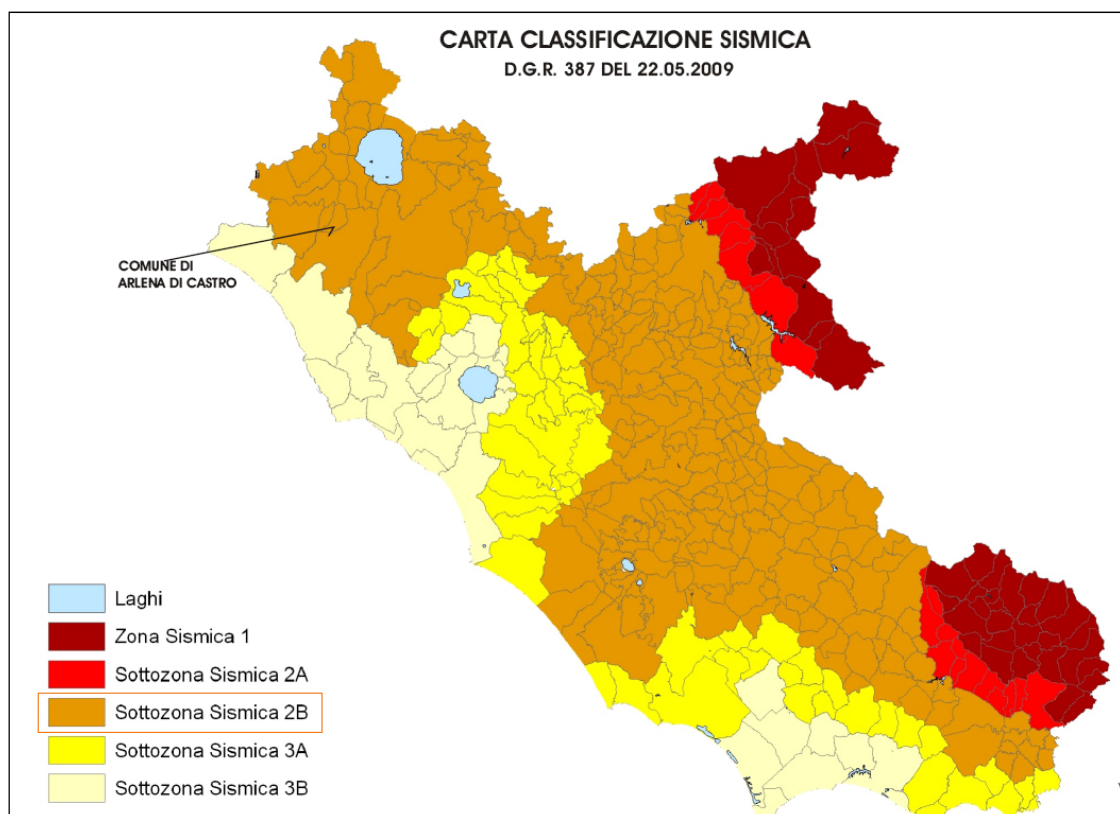 CARTA CLASSIFICAZIONE SISMICA
D.G.R. 387 DEL 22.05.2009
COMUNE DI
ARLENA DI CASTRO
Laghi
Zona Sismica 1
Sottozona Sismica 2A
Sottozona Sismica 2B
Sottozona Sismica 3A
Sottozona Sismica 3B